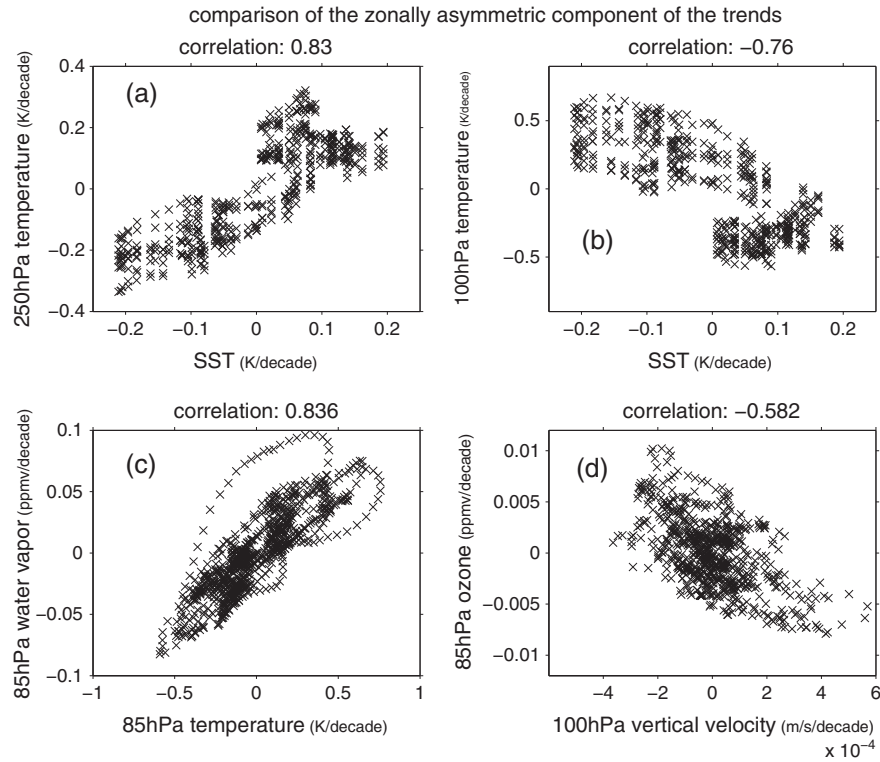 comparison of the zonally asymmetric component of the trends
correlation: 0.83
(a)
250hPa temperature (K/decade)
0.4
0.2
0
−0.2
−0.4
−0.2 −0.1 0 0.1 0.2
SST (K/decade)
correlation: −0.76
(b)
100hPa temperature (K/decade)
0.5
0
−0.5
−0.2 −0.1 0 0.1 0.2
SST (K/decade)
correlation: 0.836
(c)
85hPa water vapor (ppmv/decade)
0.1
0.05
0
−0.05
−0.1
−1 −0.5 0 0.5 1
85hPa temperature (K/decade)
correlation: −0.582
(d)
85hPa ozone (ppmv/decade)
0.01
0.005
0
−0.005
−0.01
−4 −2 0 2 4 6
100hPa vertical velocity (m/s/decade)
x 10⁻⁴